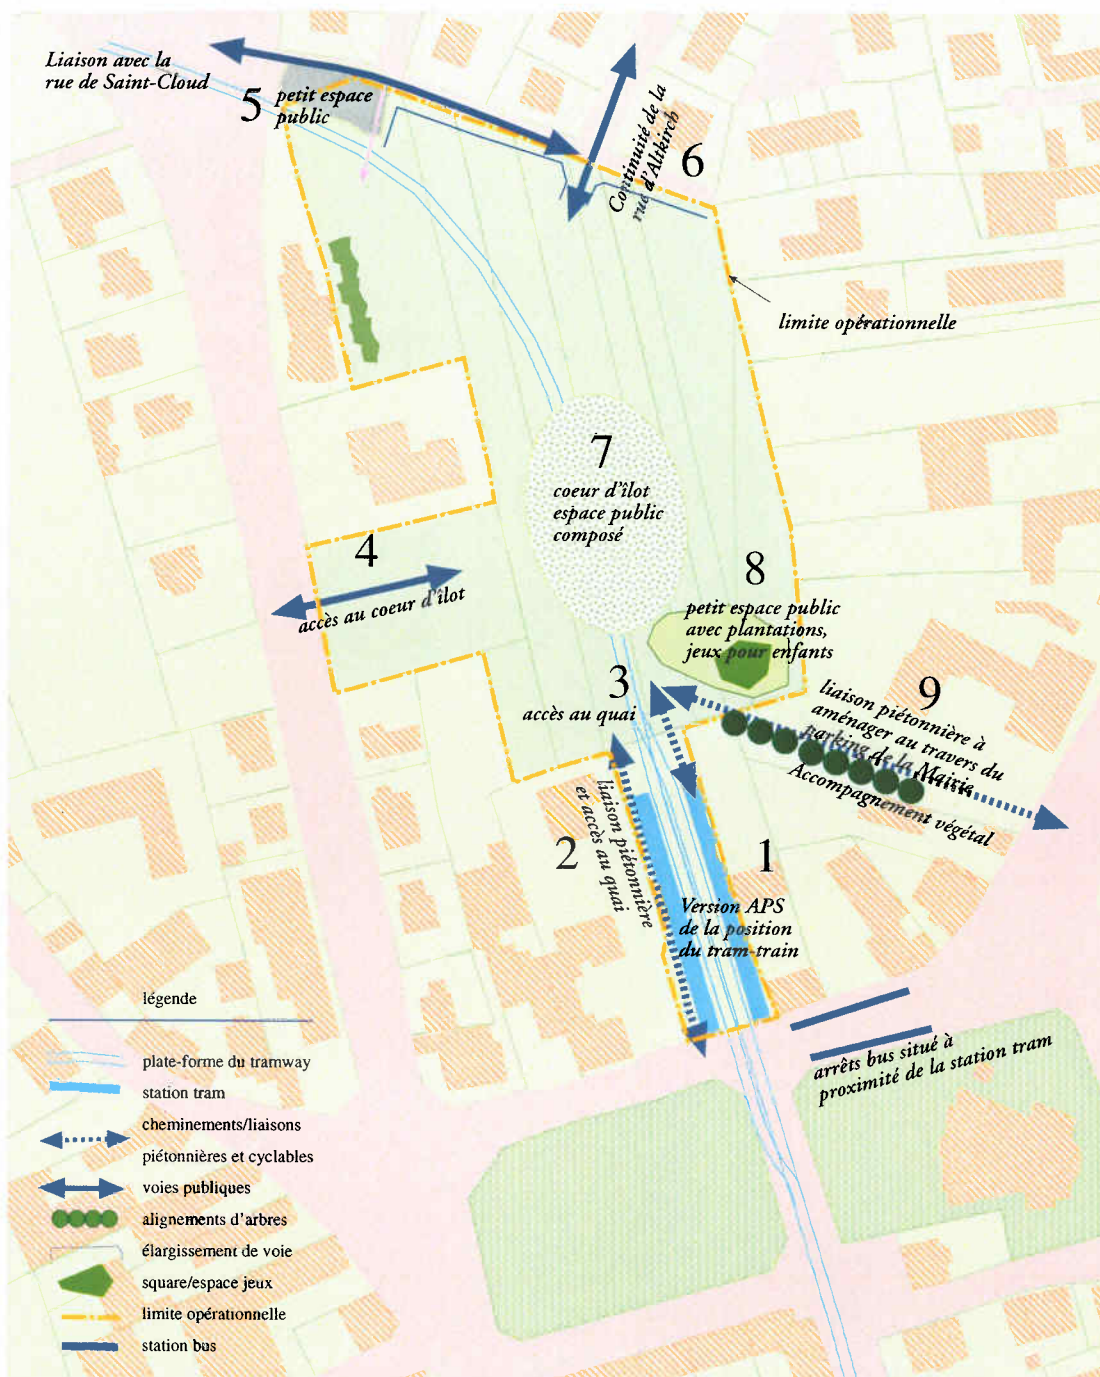 Liaison avec la
rue de Saint-Cloud
5
petit espace
public
Continuité de la
rue d'Altkirch
6
limite opérationnelle
7
coeur d'îlot
espace public
composé
4
accès au coeur d'îlot
8
petit espace public
avec plantations,
jeux pour enfants
3
accès au quai
9
liaison piétonnière à
aménager au travers du
parking de la Mairie
Accompagnement végétal
2
liaison piétonnière
et accès au quai
1
Version APS
de la position
du tram-train
arrêts bus situé à
proximité de la station tram
légende
plate-forme du tramway
station tram
cheminements/liaisons
piétonnières et cyclables
voies publiques
alignements d'arbres
élargissement de voie
square/espace jeux
limite opérationnelle
station bus